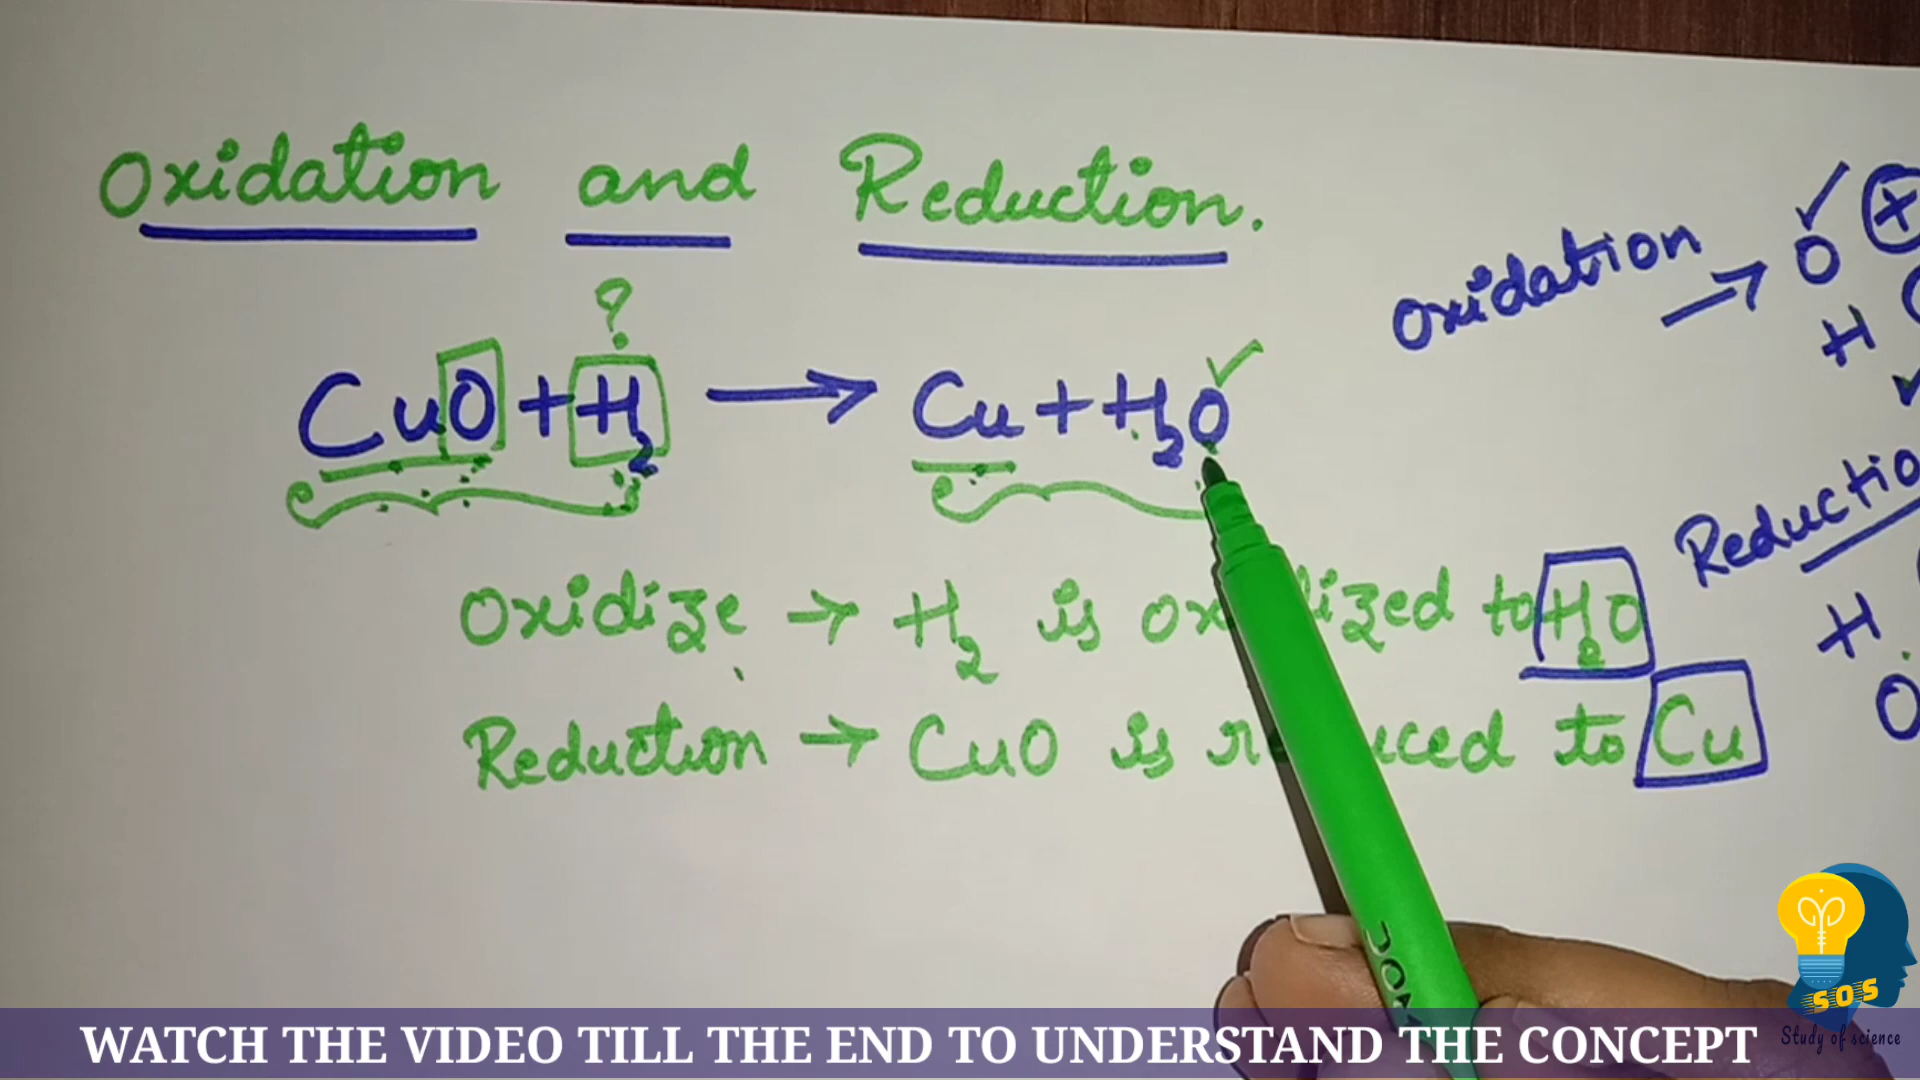 Oxidation and Reduction.
?
CuO + H2 → Cu + H2O ✓
Oxidize → H2 is oxidized to H2O
Reduction → CuO is reduced to Cu
Oxidation → O ✓ +
H
Reductio
H
O
SOS
Study of science
WATCH THE VIDEO TILL THE END TO UNDERSTAND THE CONCEPT